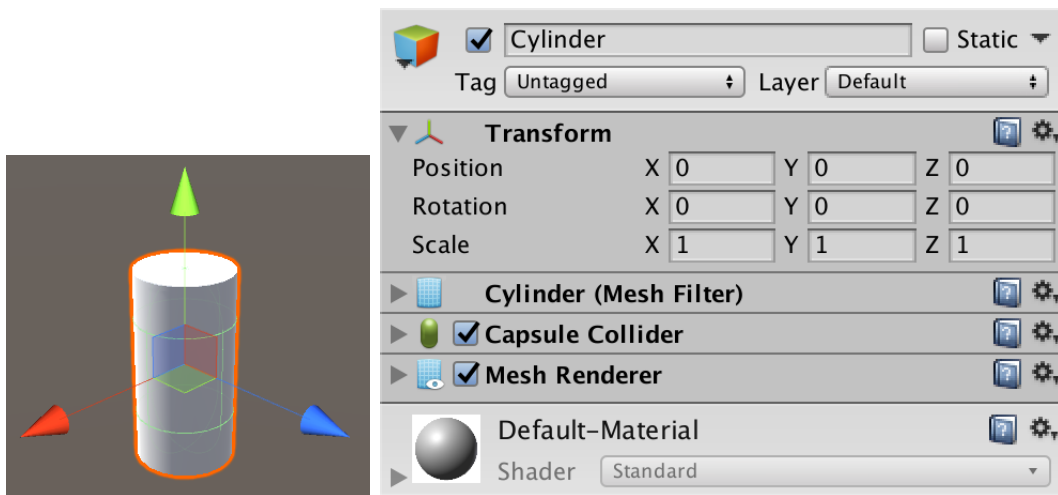 Cylinder Static
Tag Untagged Layer Default
Transform
Position X 0 Y 0 Z 0
Rotation X 0 Y 0 Z 0
Scale X 1 Y 1 Z 1
Cylinder (Mesh Filter)
Capsule Collider
Mesh Renderer
Default-Material
Shader Standard